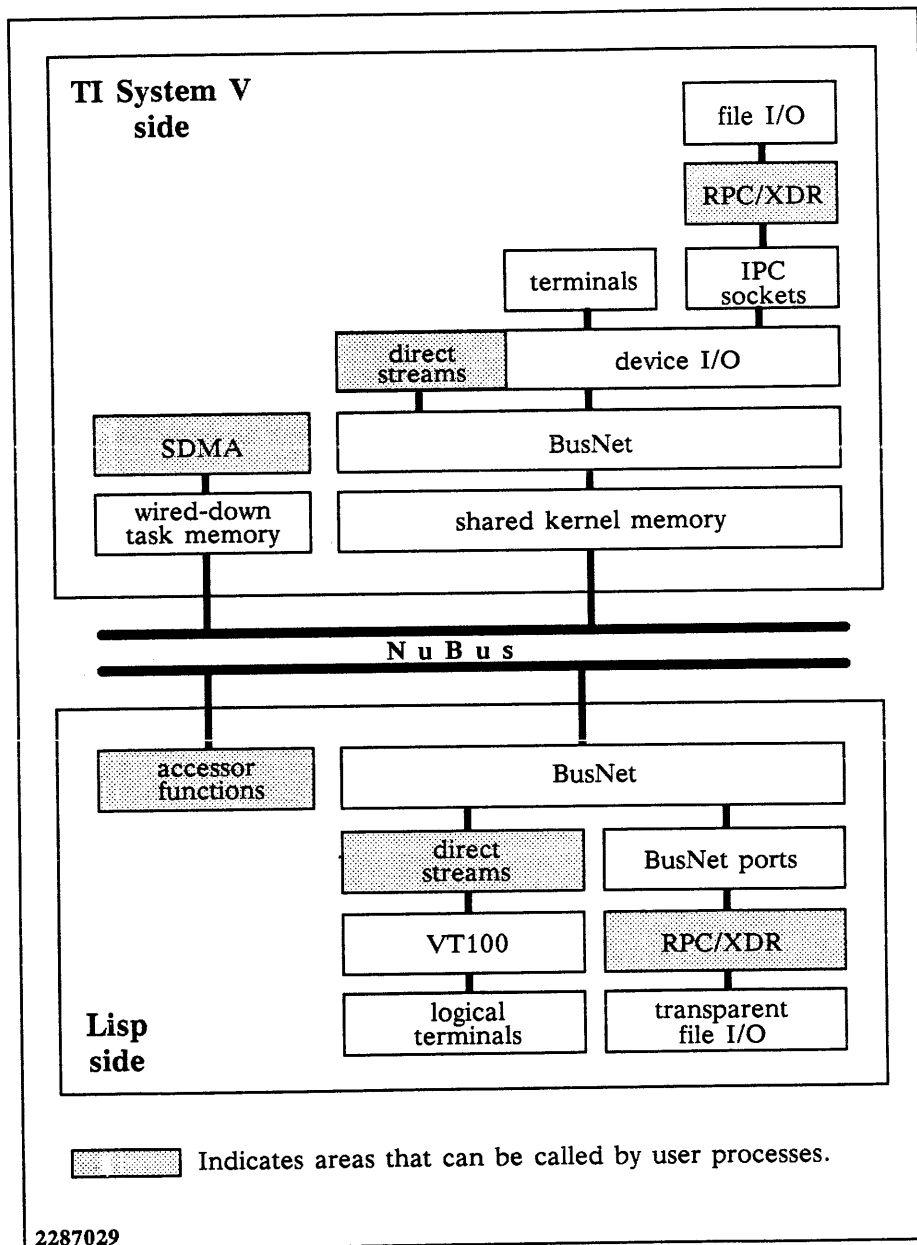 TI System V
side
file I/O
RPC/XDR
IPC
sockets
terminals
direct
streams
device I/O
SDMA
BusNet
wired-down
task memory
shared kernel memory
NuBus
accessor
functions
BusNet
direct
streams
BusNet ports
VT100
RPC/XDR
logical
terminals
transparent
file I/O
Lisp
side
Indicates areas that can be called by user processes.
2287029